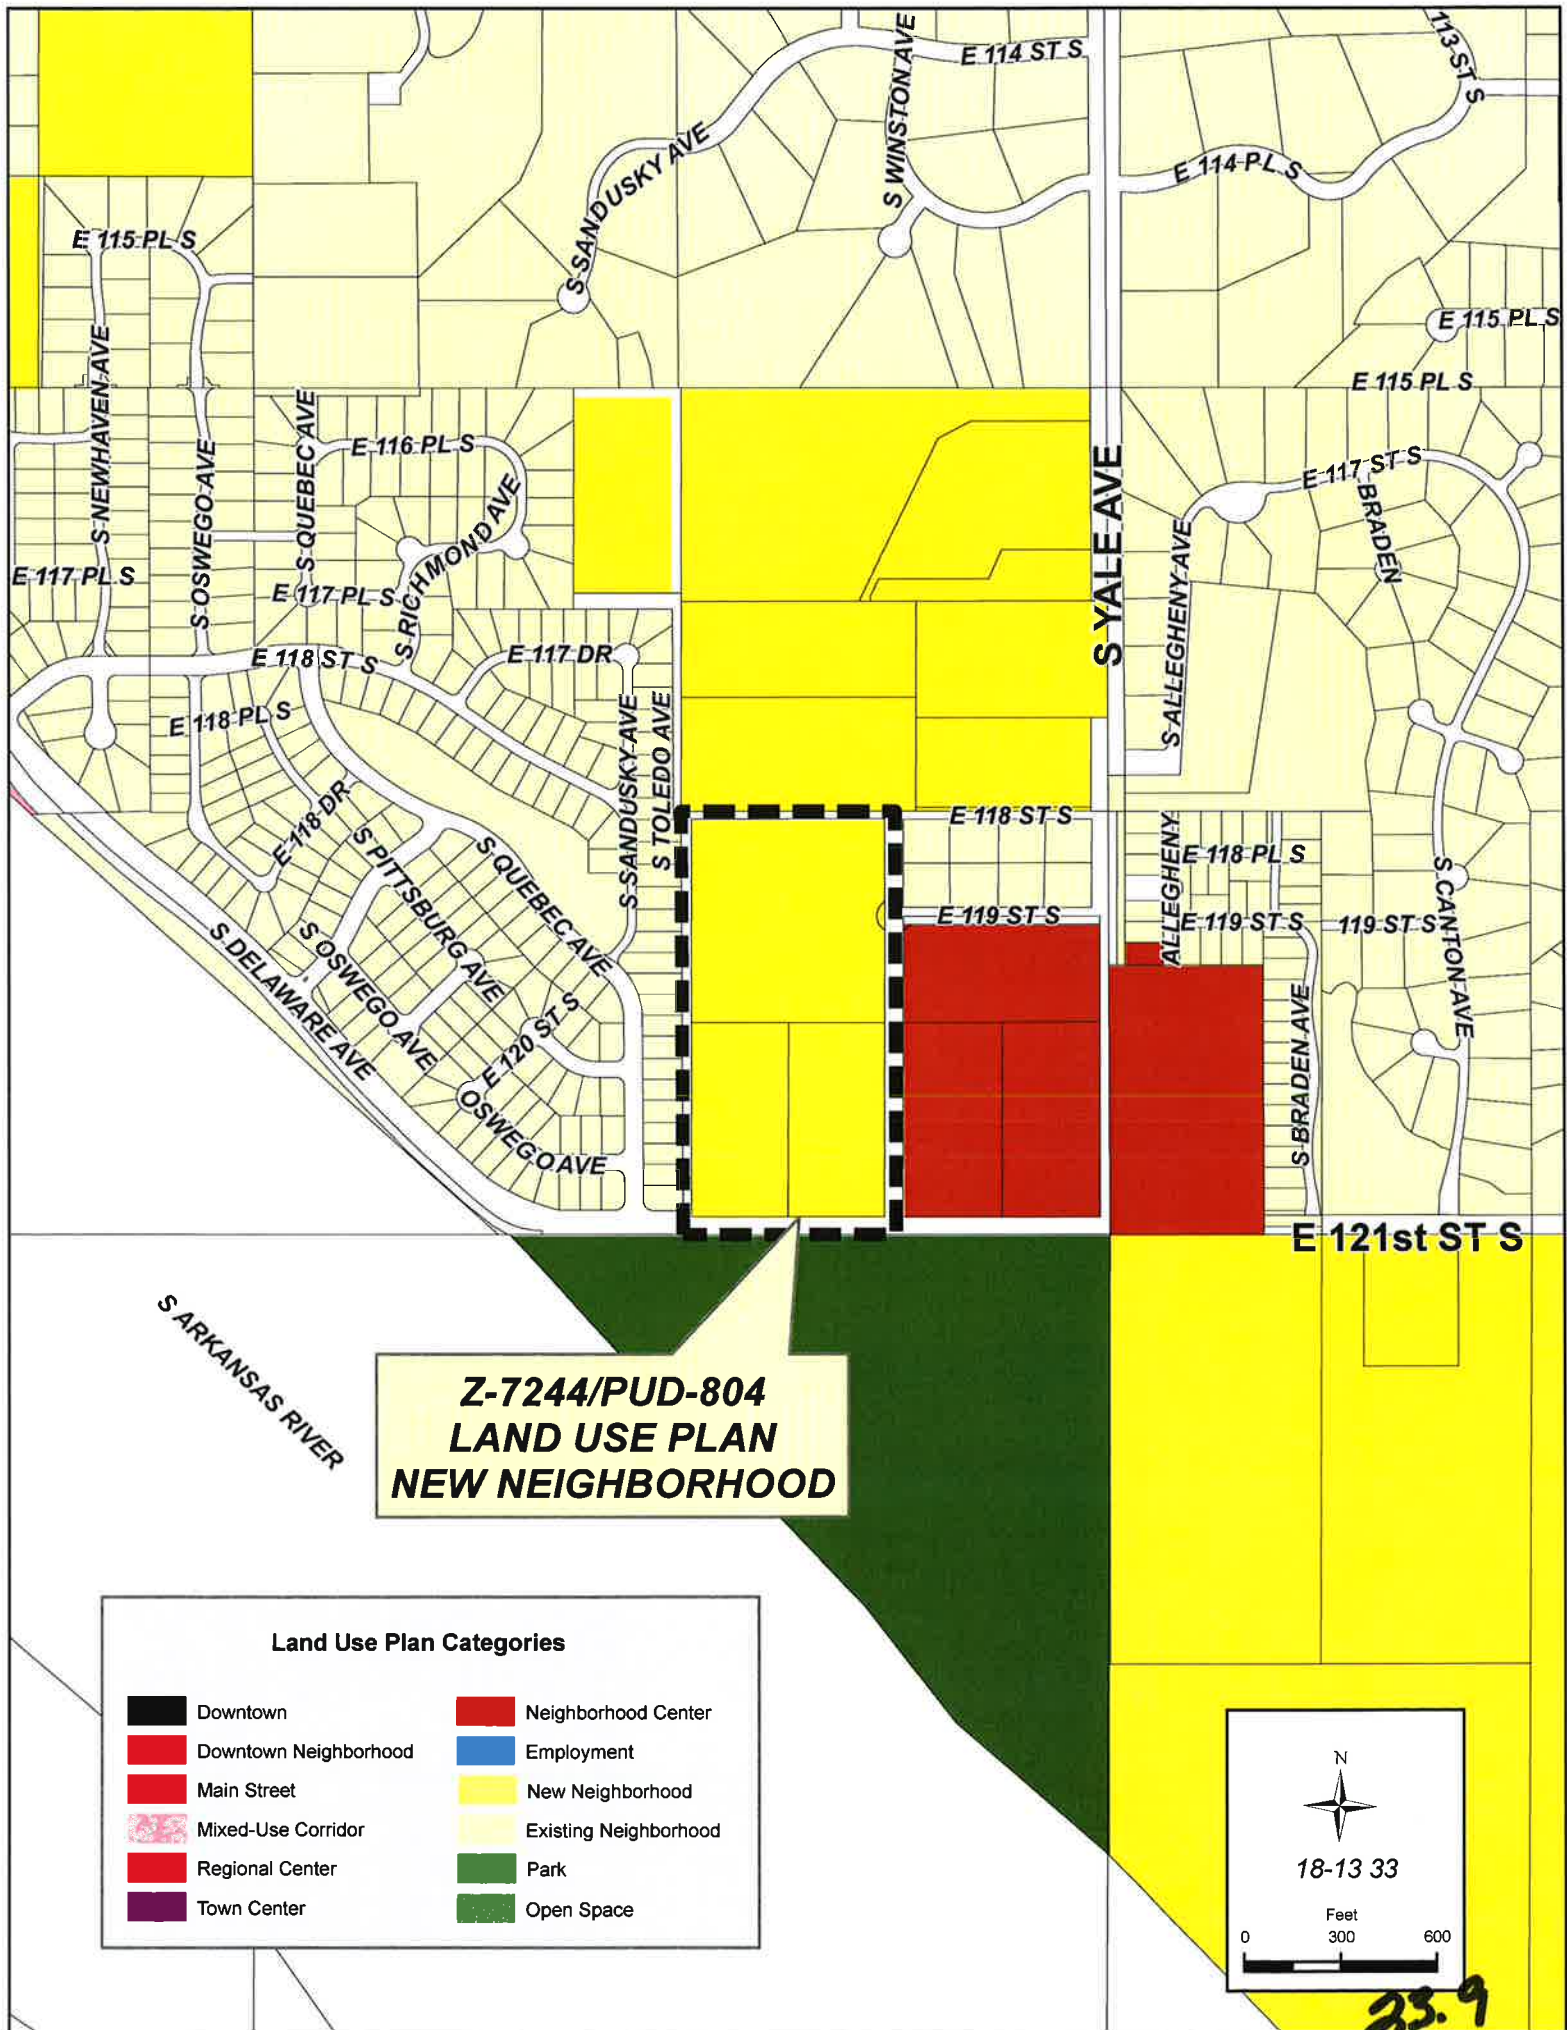 E 114 ST S
113 ST S
S WINSTON AVE
S SANDUSKY AVE
E 114 PL S
E 115 PL S
E 115 PL S
E 115 PL S
S NEWHAVEN AVE
S OSWEGO AVE
S QUEBEC AVE
E 116 PL S
S RICHMOND AVE
S YALE AVE
E 117 ST S
BRADEN
S ALLEGHENY AVE
E 117 PL S
E 117 PL S
E 118 ST S
E 117 DR
E 118 PL S
S SANDUSKY AVE
S TOLEDO AVE
E 118 DR
S PITTSBURG AVE
S QUEBEC AVE
E 118 ST S
ALLEGHENY
E 118 PL S
S CANTON AVE
E 119 ST S
E 119 ST S
119 ST S
S DELAWARE AVE
S OSWEGO AVE
E 120 ST S
OSWEGO AVE
S BRADEN AVE
E 121st ST S
S ARKANSAS RIVER
Z-7244/PUD-804
LAND USE PLAN
NEW NEIGHBORHOOD
Land Use Plan Categories
Downtown
Downtown Neighborhood
Main Street
Mixed-Use Corridor
Regional Center
Town Center
Neighborhood Center
Employment
New Neighborhood
Existing Neighborhood
Park
Open Space
N
18-13 33
Feet
0 300 600
23.9